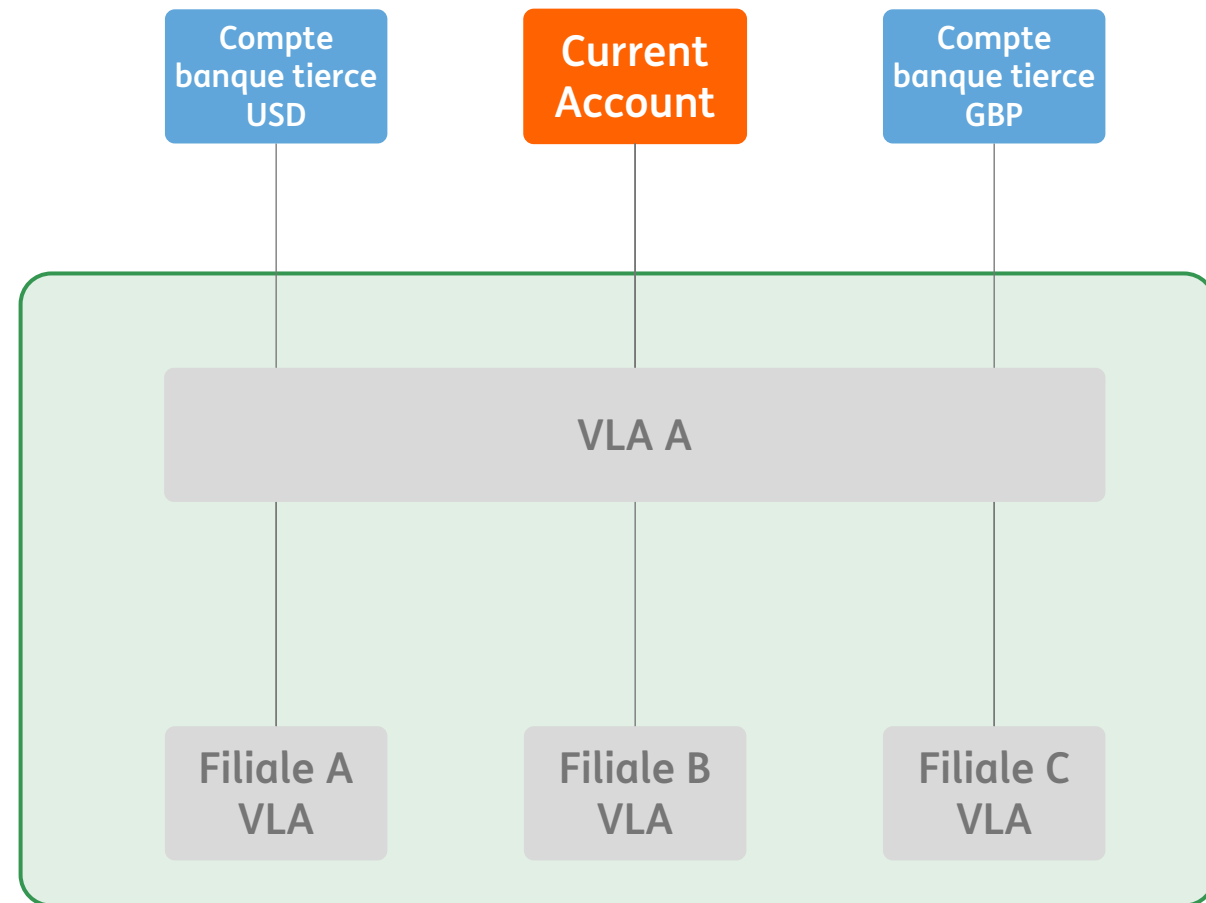 Compte
banque tierce
USD
Current
Account
Compte
banque tierce
GBP
VLA A
Filiale A
VLA
Filiale B
VLA
Filiale C
VLA